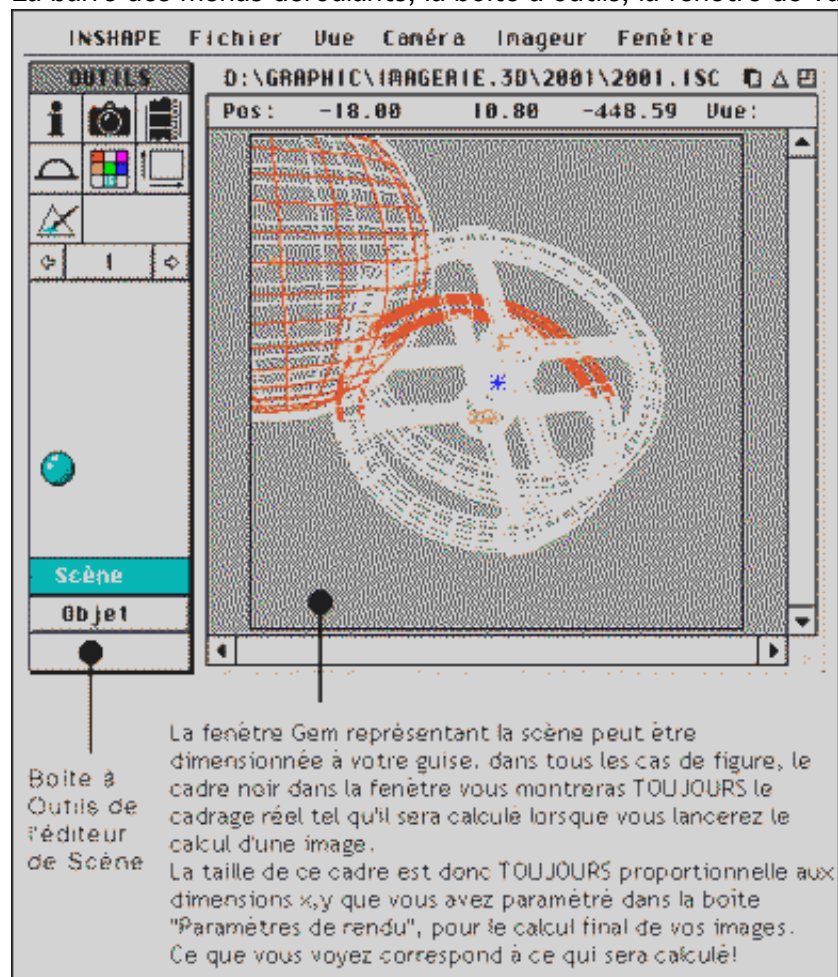 INSHAPE Fichier Vue Caméra Imageur Fenêtre
OUTILS
D:\GRAPHIC\IMAGERIE.3D\2001\2001.ISC
Pos: -18.00 10.80 -448.59 Vue:
1
Scène
Objet
La fenêtre Gem représentant la scène peut être
dimensionnée à votre guise. dans tous les cas de figure, le
cadre noir dans la fenêtre vous montreras TOUJOURS le
cadrage réel tel qu'il sera calculé lorsque vous lancerez le
calcul d'une image.
La taille de ce cadre est donc TOUJOURS proportionnelle aux
dimensions x,y que vous avez paramétré dans la boite
"Paramètres de rendu", pour le calcul final de vos images.
Ce que vous voyez correspond à ce qui sera calculé!
Boite à
Outils de
l'éditeur
de Scène